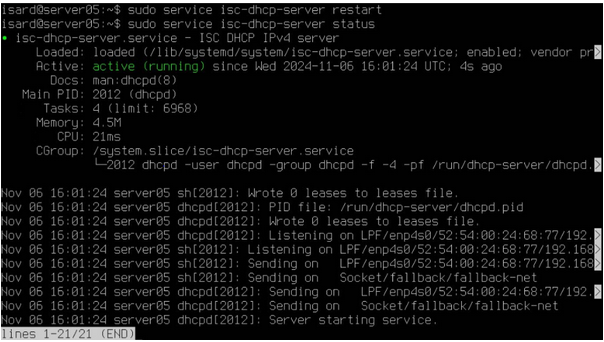 isard@server05:~$ sudo service isc-dhcp-server restart
isard@server05:~$ sudo service isc-dhcp-server status
● isc-dhcp-server.service - ISC DHCP IPv4 server
     Loaded: loaded (/lib/systemd/system/isc-dhcp-server.service; enabled; vendor pr>
     Active: active (running) since Wed 2024-11-06 16:01:24 UTC; 4s ago
       Docs: man:dhcpd(8)
   Main PID: 2012 (dhcpd)
      Tasks: 4 (limit: 6968)
     Memory: 4.5M
        CPU: 21ms
     CGroup: /system.slice/isc-dhcp-server.service
             └─2012 dhcpd -user dhcpd -group dhcpd -f -4 -pf /run/dhcp-server/dhcpd.>

Nov 06 16:01:24 server05 sh[2012]: Wrote 0 leases to leases file.
Nov 06 16:01:24 server05 dhcpd[2012]: PID file: /run/dhcp-server/dhcpd.pid
Nov 06 16:01:24 server05 dhcpd[2012]: Wrote 0 leases to leases file.
Nov 06 16:01:24 server05 dhcpd[2012]: Listening on LPF/enp4s0/52:54:00:24:68:77/192.>
Nov 06 16:01:24 server05 sh[2012]: Listening on LPF/enp4s0/52:54:00:24:68:77/192.168>
Nov 06 16:01:24 server05 sh[2012]: Sending on   LPF/enp4s0/52:54:00:24:68:77/192.168>
Nov 06 16:01:24 server05 sh[2012]: Sending on   Socket/fallback/fallback-net
Nov 06 16:01:24 server05 dhcpd[2012]: Sending on   LPF/enp4s0/52:54:00:24:68:77/192.>
Nov 06 16:01:24 server05 dhcpd[2012]: Sending on   Socket/fallback/fallback-net
Nov 06 16:01:24 server05 dhcpd[2012]: Server starting service.
lines 1-21/21 (END)